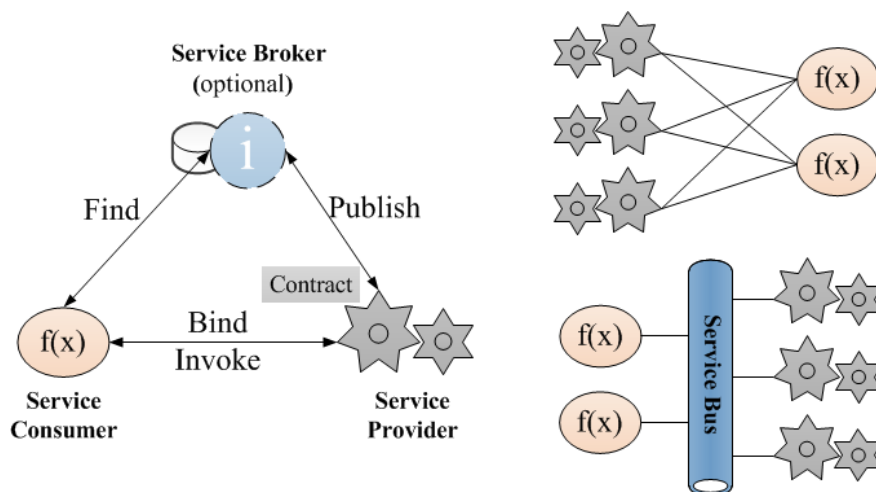 Service Broker
(optional)
i
Find
Publish
Contract
f(x)
Bind
Invoke
Service
Consumer
Service
Provider
f(x)
f(x)
f(x)
f(x)
Service Bus